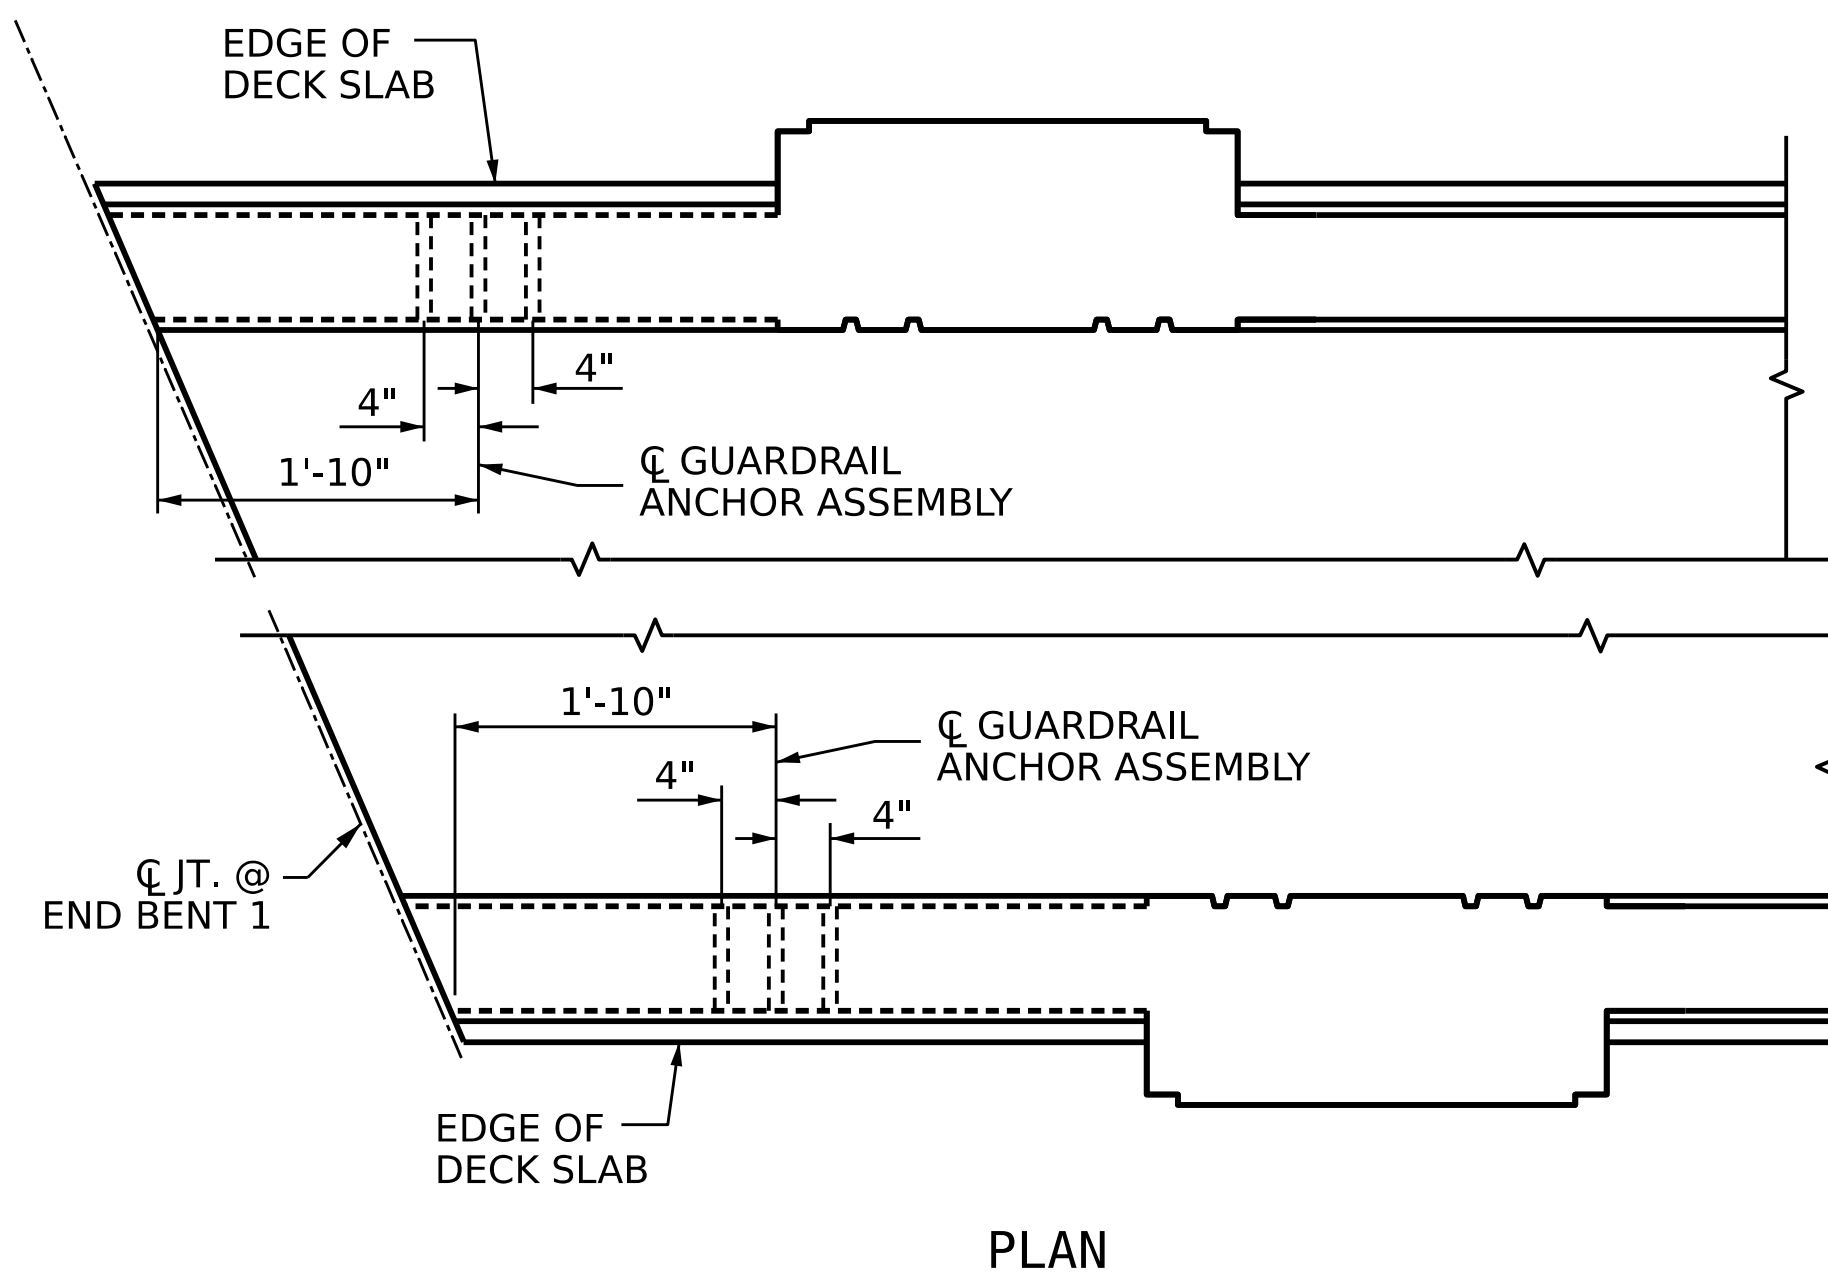 EDGE OF
DECK SLAB
4"
4"
1'-10"
℄ GUARDRAIL
ANCHOR ASSEMBLY
1'-10"
℄ GUARDRAIL
ANCHOR ASSEMBLY
4"
4"
℄ JT. @
END BENT 1
EDGE OF
DECK SLAB
PLAN